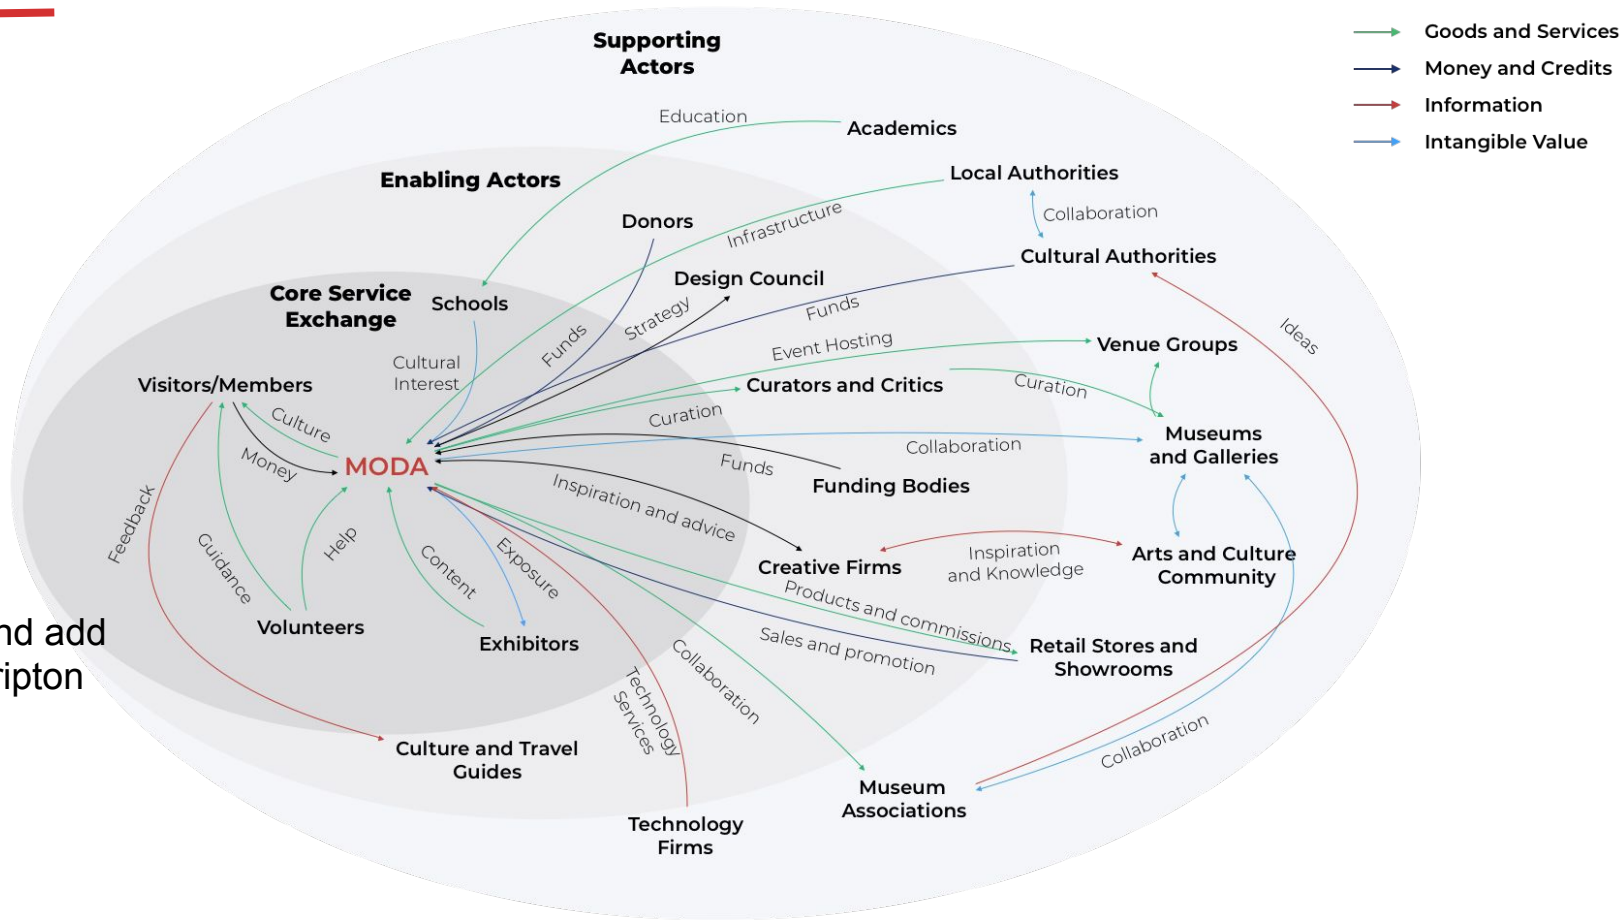 Supporting
Actors
Goods and Services
Money and Credits
Information
Intangible Value
Education
Academics
Enabling Actors
Local Authorities
Donors
Infrastructure
Collaboration
Cultural Authorities
Design Council
Core Service
Exchange
Schools
Funds
Strategy
Funds
Ideas
Event Hosting
Venue Groups
Cultural
Interest
Visitors/Members
Curators and Critics
Curation
Culture
Curation
Museums
and Galleries
Collaboration
Money
MODA
Funds
Funding Bodies
Inspiration and advice
Feedback
Guidance
Help
Content
Exposure
Creative Firms
Inspiration
and Knowledge
Arts and Culture
Community
Products and commissions
Volunteers
Exhibitors
nd add
ripton
Sales and promotion
Retail Stores and
Showrooms
Collaboration
Technology
Services
Collaboration
Culture and Travel
Guides
Museum
Associations
Technology
Firms